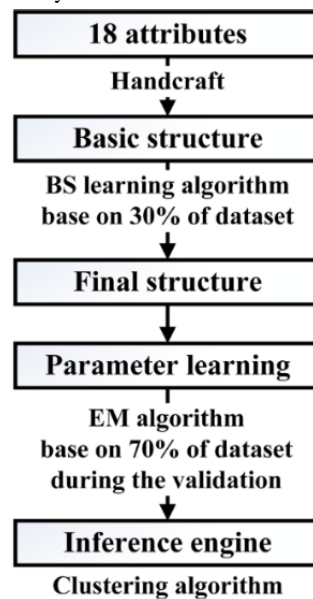 18 attributes
Handcraft
Basic structure
BS learning algorithm
base on 30% of dataset
Final structure
Parameter learning
EM algorithm
base on 70% of dataset
during the validation
Inference engine
Clustering algorithm